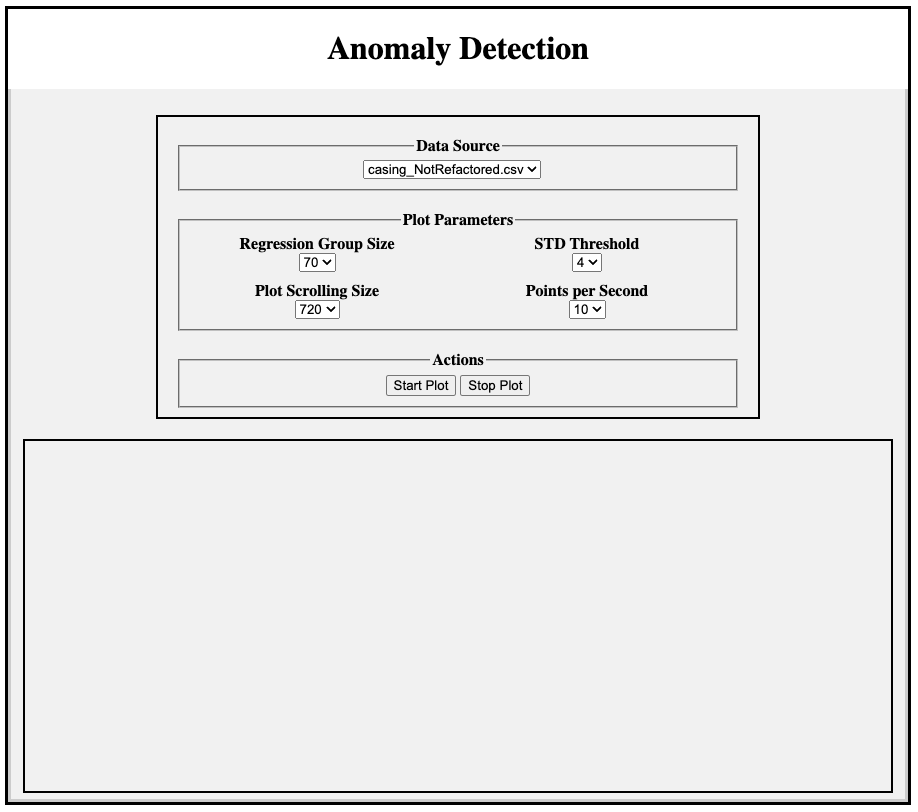 Anomaly Detection
Data Source
casing_NotRefactored.csv
Plot Parameters
Regression Group Size STD Threshold
70 4
Plot Scrolling Size Points per Second
720 10
Actions
Start Plot Stop Plot